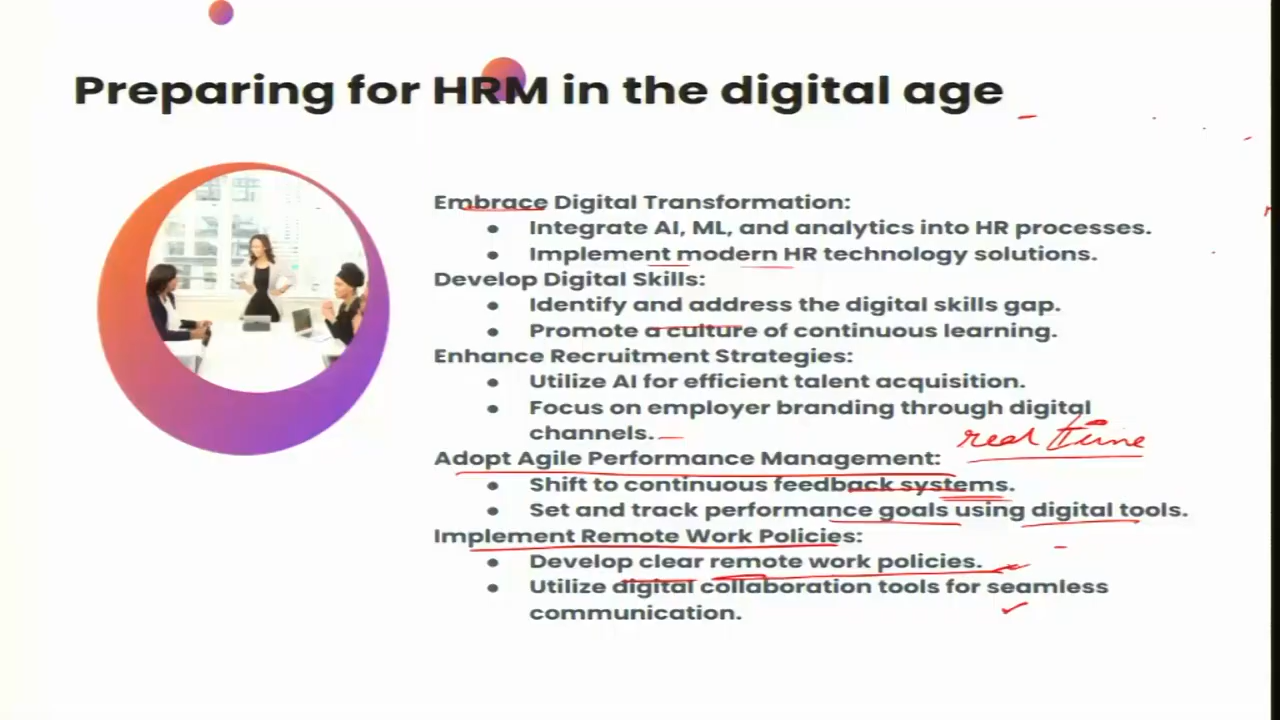 Preparing for HRM in the digital age
Embrace Digital Transformation:
● Integrate AI, ML, and analytics into HR processes.
● Implement modern HR technology solutions.
Develop Digital Skills:
● Identify and address the digital skills gap.
● Promote a culture of continuous learning.
Enhance Recruitment Strategies:
● Utilize AI for efficient talent acquisition.
● Focus on employer branding through digital
channels.
real time
Adopt Agile Performance Management:
● Shift to continuous feedback systems.
● Set and track performance goals using digital tools.
Implement Remote Work Policies:
● Develop clear remote work policies.
● Utilize digital collaboration tools for seamless
communication.